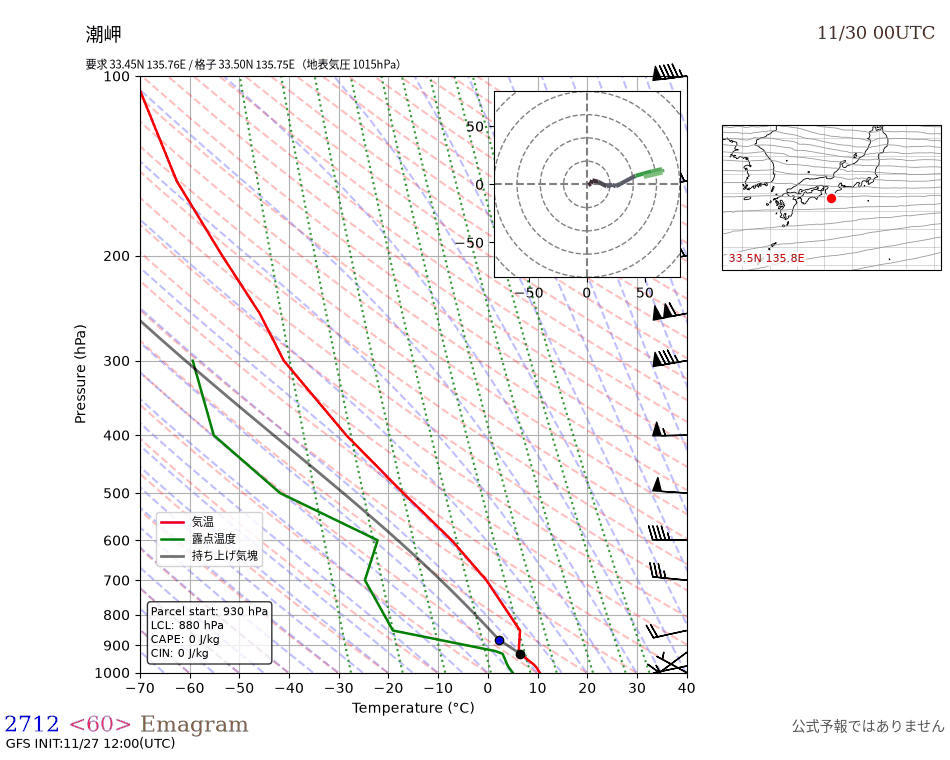 潮岬
11/30 00UTC
要求 33.45N 135.76E / 格子 33.50N 135.75E（地表気圧 1015hPa）
100
200
300
400
500
600
700
800
900
1000
Pressure (hPa)
−70 −60 −50 −40 −30 −20 −10 0 10 20 30 40
Temperature (°C)
50
0
−50
−50 0 50
33.5N 135.8E
気温
露点温度
持ち上げ気塊
Parcel start: 930 hPa
LCL: 880 hPa
CAPE: 0 J/kg
CIN: 0 J/kg
2712 <60> Emagram
公式予報ではありません
GFS INIT:11/27 12:00(UTC)